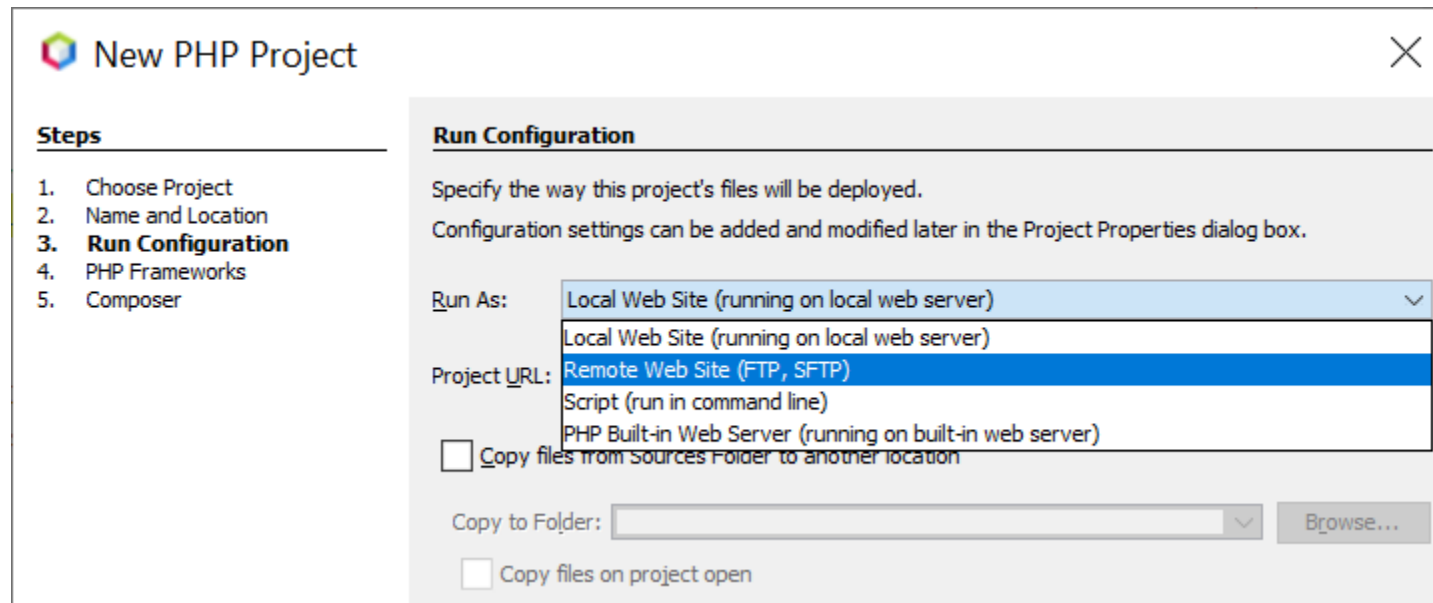 New PHP Project
Steps
1. Choose Project
2. Name and Location
3. Run Configuration
4. PHP Frameworks
5. Composer
Run Configuration
Specify the way this project's files will be deployed.
Configuration settings can be added and modified later in the Project Properties dialog box.
Run As: Local Web Site (running on local web server)
Local Web Site (running on local web server)
Project URL: Remote Web Site (FTP, SFTP)
Script (run in command line)
PHP Built-in Web Server (running on built-in web server)
Copy files from Sources Folder to another location
Copy to Folder: Browse...
Copy files on project open